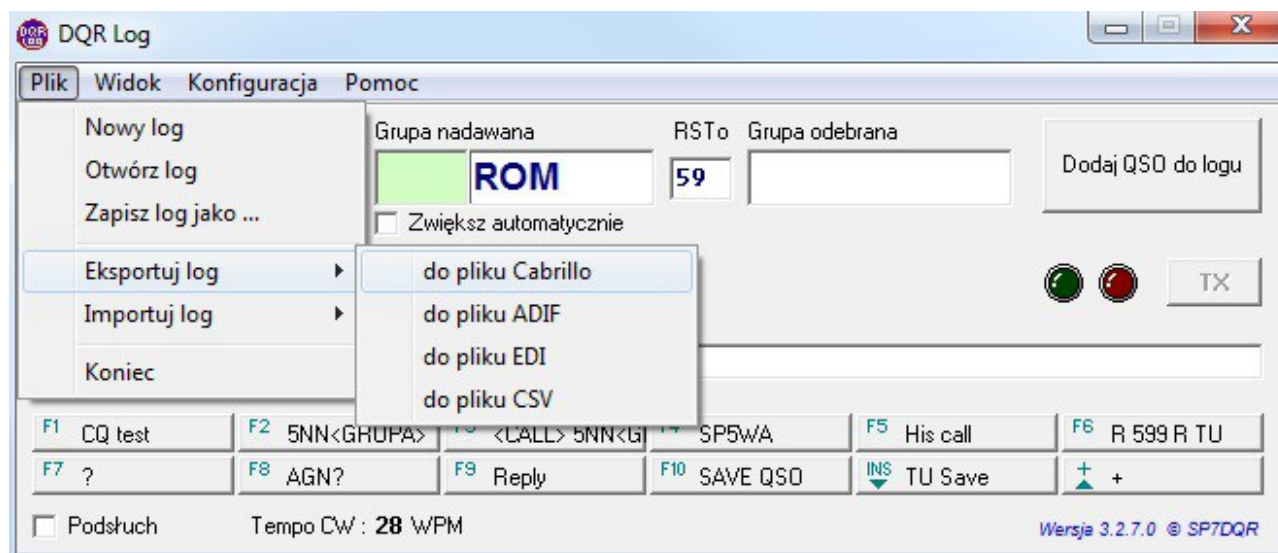 DQR Log
Plik Widok Konfiguracja Pomoc
Nowy log
Otwórz log
Zapisz log jako ...
Eksportuj log
Importuj log
Koniec
Grupa nadawana RSTo Grupa odebrana
ROM 59
Dodaj QSO do logu
Zwiększ automatycznie
do pliku Cabrillo
do pliku ADIF
do pliku EDI
do pliku CSV
TX
F1 CQ test F2 5NN<GRUPA> <CALL> 5NN<G SP5WA F5 His call F6 R 599 R TU
F7 ? F8 AGN? F9 Reply F10 SAVE QSO INS TU Save + +
Podsłuch Tempo CW : 28 WPM Wersja 3.2.7.0 © SP7DQR